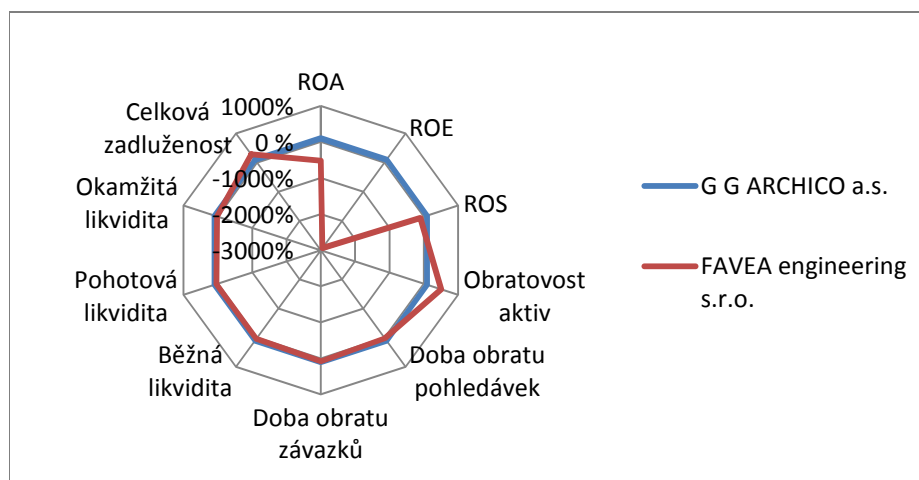 ROA
ROE
ROS
Obratovost
aktiv
Doba obratu
pohledávek
Doba obratu
závazků
Běžná
likvidita
Pohotová
likvidita
Okamžitá
likvidita
Celková
zadluženost
1000%
0 %
-1000%
-2000%
-3000%
G G ARCHICO a.s.
FAVEA engineering
s.r.o.